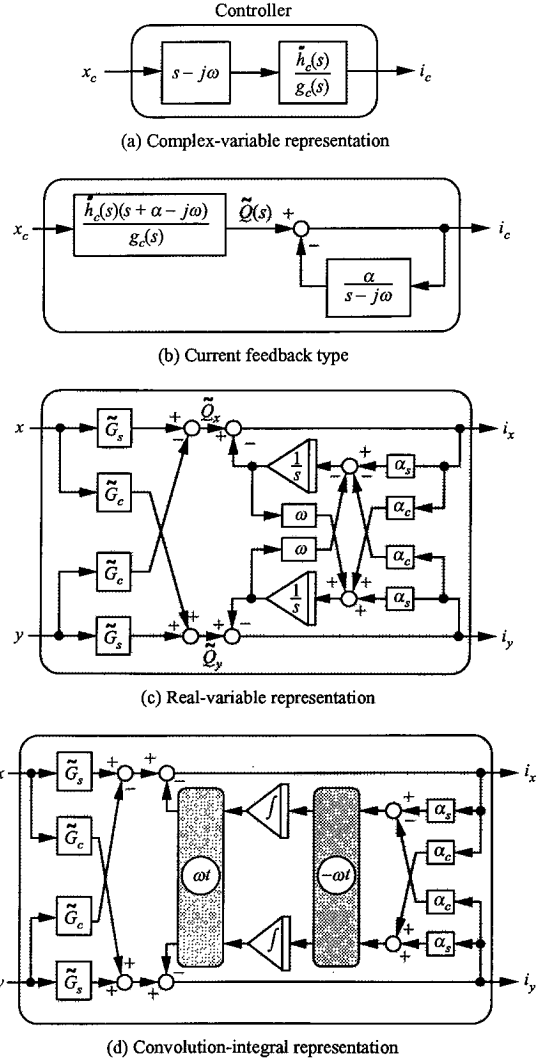 Controller
x_c
s − jω
h̃_c(s)
g_c(s)
i_c
(a) Complex-variable representation
h̃_c(s)(s + α − jω)
g_c(s)
Q̃(s)
+
−
x_c
i_c
α
s − jω
(b) Current feedback type
x
G̃_s
+
−
Q̃_x
+
−
i_x
1
s
−
+
−
α_s
G̃_c
ω
α_c
G̃_c
ω
α_c
1
s
+
+
+
α_s
y
G̃_s
+
+
Q̃_y
+
−
i_y
(c) Real-variable representation
x
G̃_s
+
−
+
−
i_x
∫
+
−
α_s
G̃_c
α_c
ωt
−ωt
G̃_c
α_c
∫
+
+
α_s
y
G̃_s
+
+
+
−
i_y
(d) Convolution-integral representation